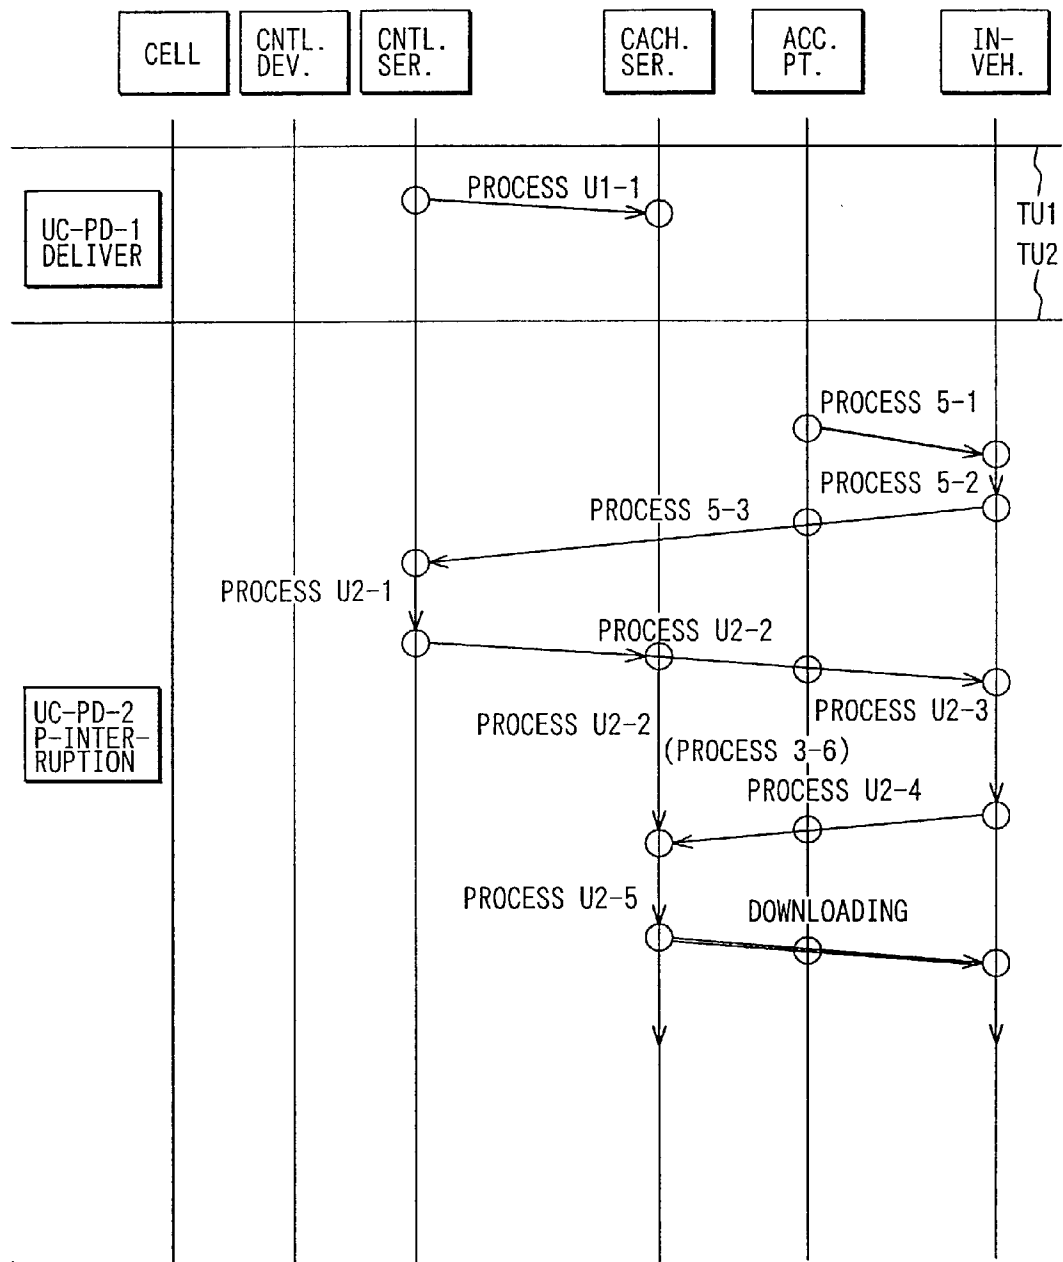 CELL
CNTL.
DEV.
CNTL.
SER.
CACH.
SER.
ACC.
PT.
IN-
VEH.
UC-PD-1
DELIVER
PROCESS U1-1
TU1
TU2
PROCESS 5-1
PROCESS 5-2
PROCESS 5-3
PROCESS U2-1
PROCESS U2-2
UC-PD-2
P-INTER-
RUPTION
PROCESS U2-2
PROCESS U2-3
(PROCESS 3-6)
PROCESS U2-4
PROCESS U2-5
DOWNLOADING